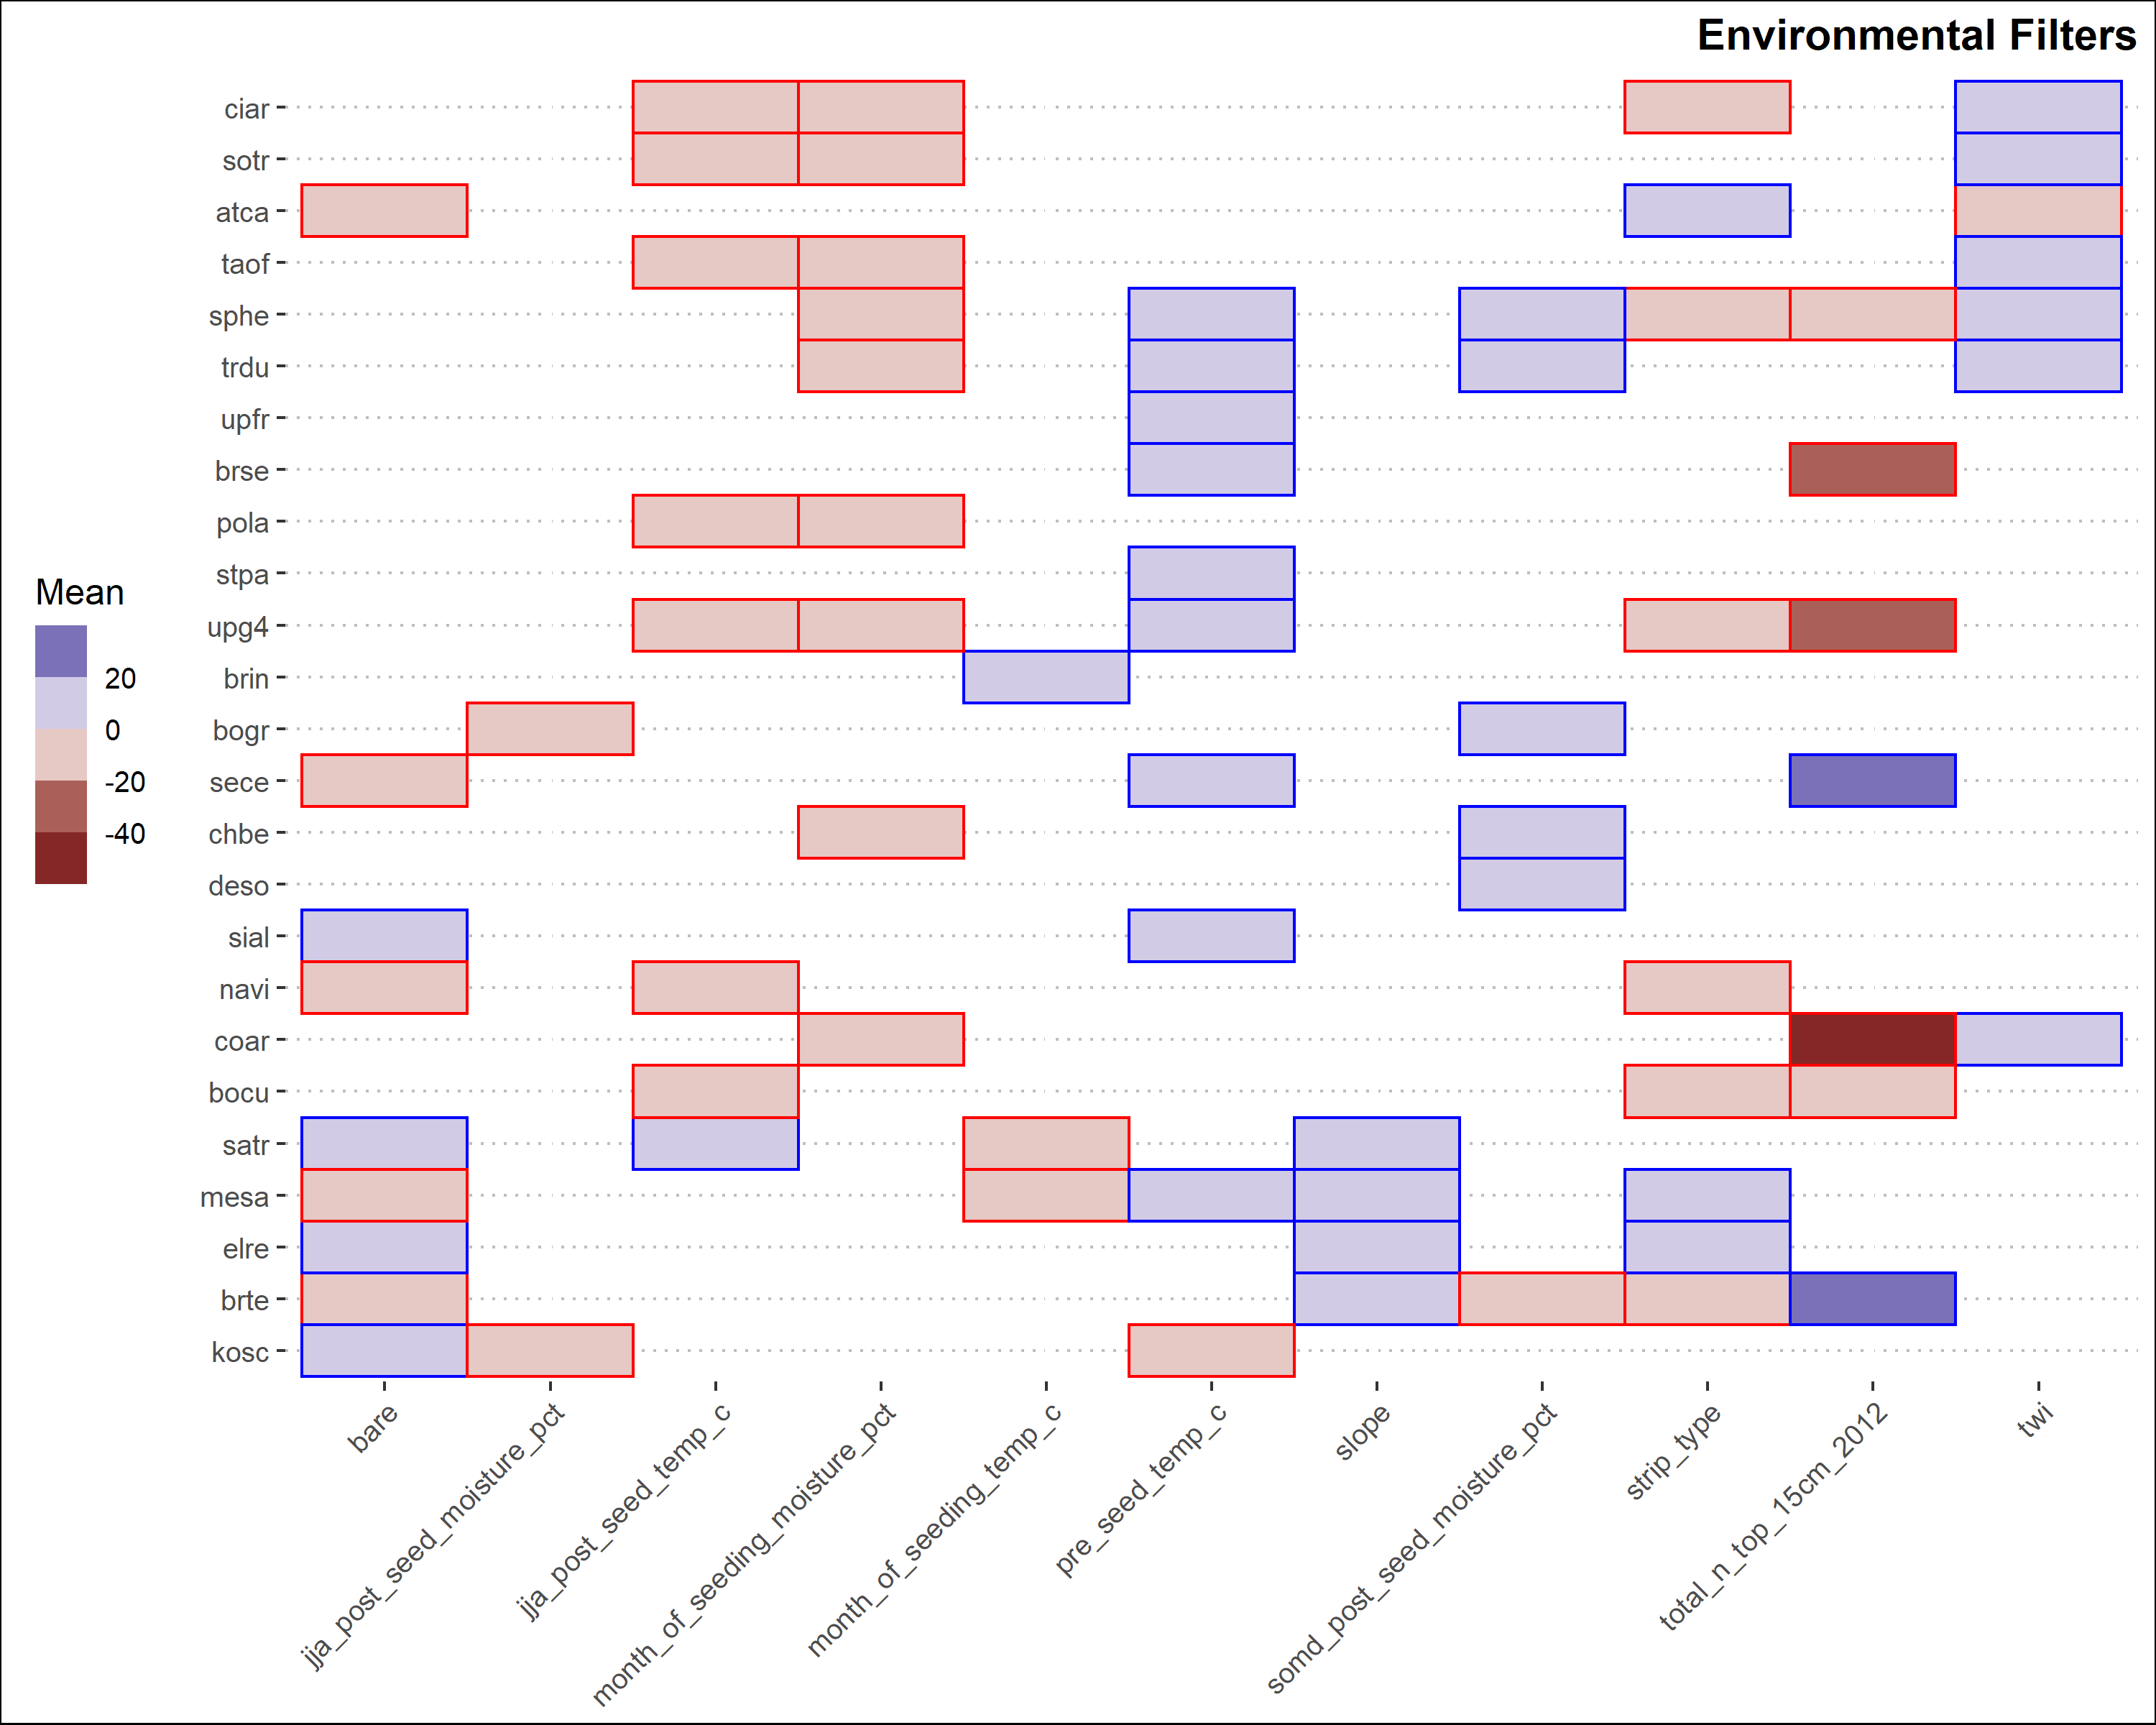 Environmental Filters
ciar
sotr
atca
taof
sphe
trdu
upfr
brse
pola
stpa
upg4
brin
bogr
sece
chbe
deso
sial
navi
coar
bocu
satr
mesa
elre
brte
kosc
Mean
20
0
-20
-40
bare
jja_post_seed_moisture_pct
jja_post_seed_temp_c
month_of_seeding_moisture_pct
month_of_seeding_temp_c
pre_seed_temp_c
slope
somd_post_seed_moisture_pct
strip_type
total_n_top_15cm_2012
twi